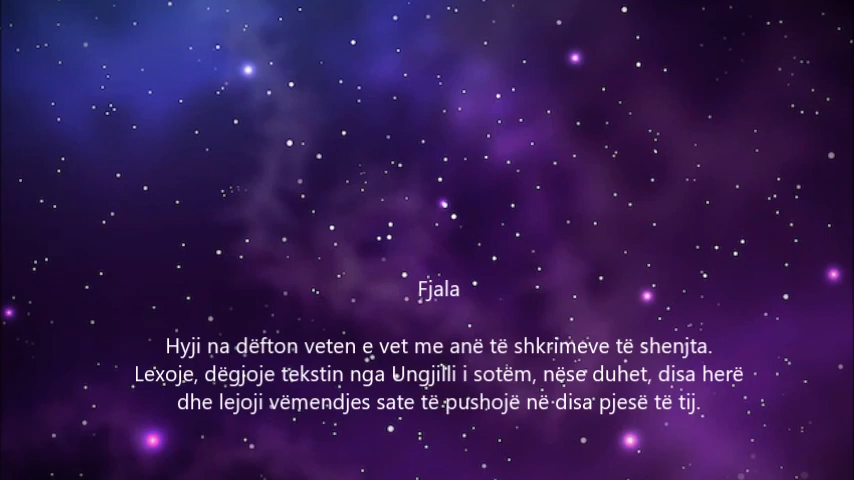 Fjala
Hyji na dëfton veten e vet me anë të shkrimeve të shenjta.
Lexoje, dëgjoje tekstin nga Ungjilli i sotëm, nëse duhet, disa herë
dhe lejoji vëmendjes sate të pushojë në disa pjesë të tij.